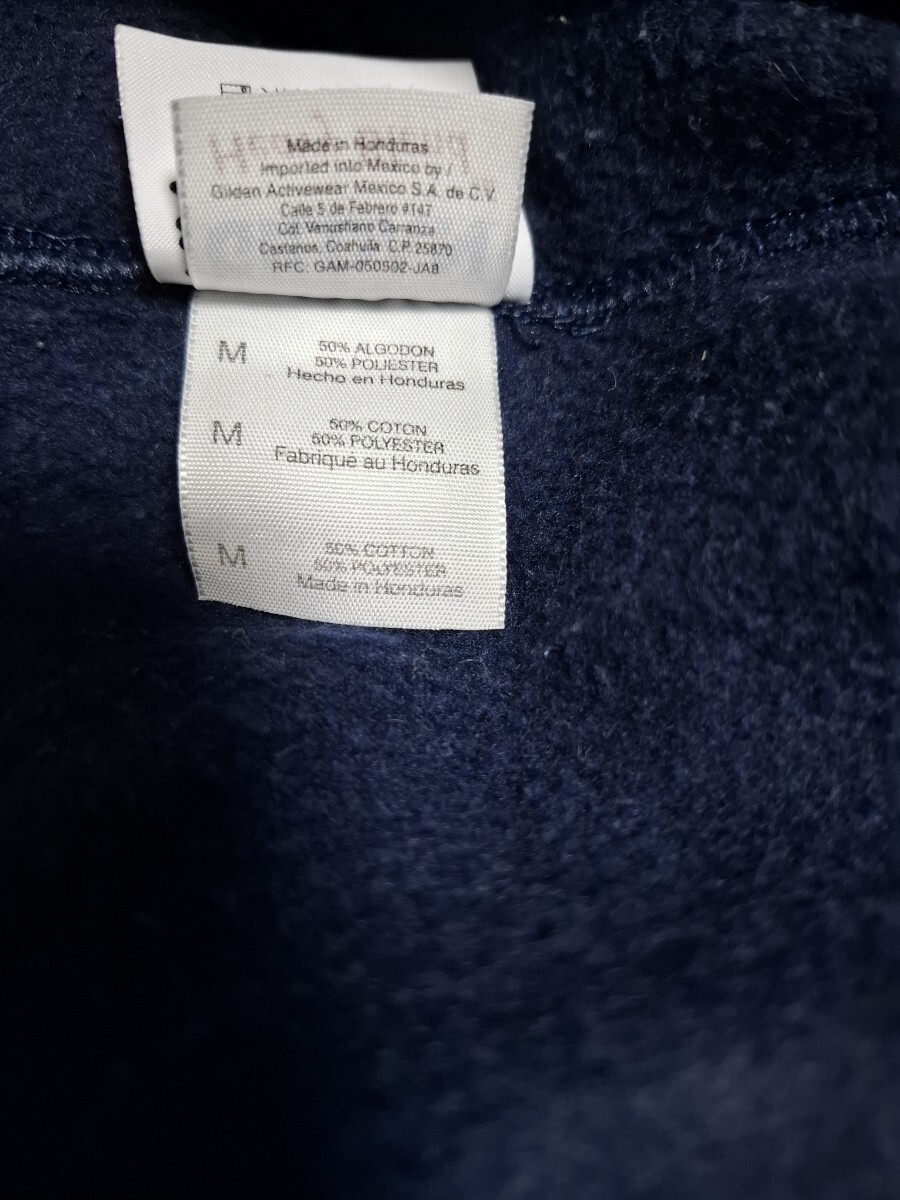 Made in Honduras
Imported into Mexico by /
Gildan Activewear Mexico S.A. de C.V.
Calle 5 de Febrero #147
Col. Venustiano Carranza
Castanos, Coahuila C.P. 25870
RFC: GAM-050502-JA8
M 50% ALGODON
50% POLIESTER
Hecho en Honduras
M 50% COTON
50% POLYESTER
Fabriqué au Honduras
M 50% COTTON
50% POLYESTER
Made in Honduras